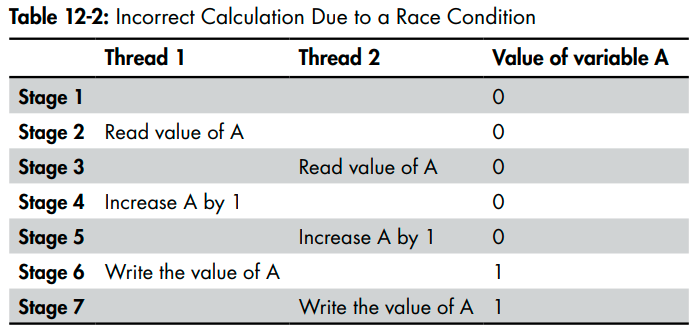 Table 12-2: Incorrect Calculation Due to a Race Condition
Thread 1 Thread 2 Value of variable A
Stage 1 0
Stage 2 Read value of A 0
Stage 3 Read value of A 0
Stage 4 Increase A by 1 0
Stage 5 Increase A by 1 0
Stage 6 Write the value of A 1
Stage 7 Write the value of A 1